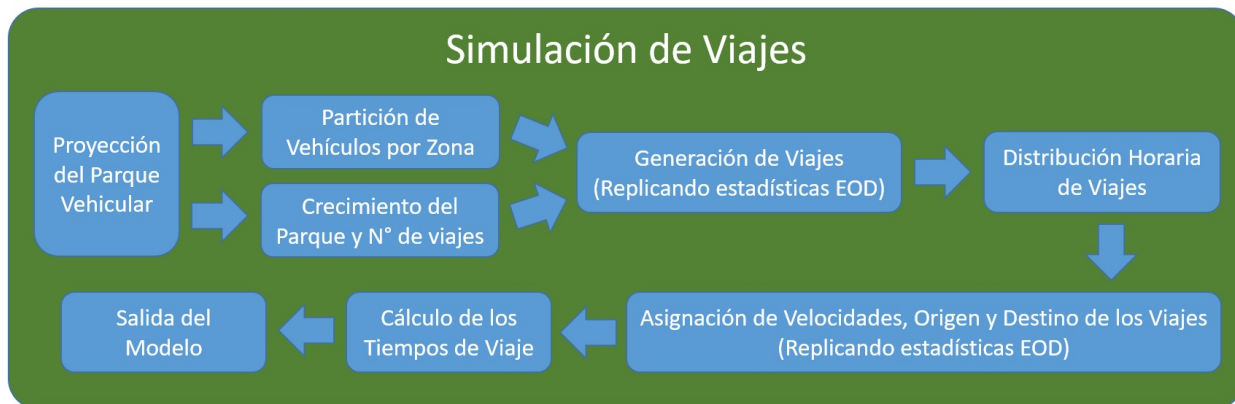 Simulación de Viajes
Proyección
del Parque
Vehicular
Partición de
Vehículos por Zona
Crecimiento del
Parque y N° de viajes
Generación de Viajes
(Replicando estadísticas EOD)
Distribución Horaria
de Viajes
Asignación de Velocidades, Origen y Destino de los Viajes
(Replicando estadísticas EOD)
Cálculo de los
Tiempos de Viaje
Salida del
Modelo